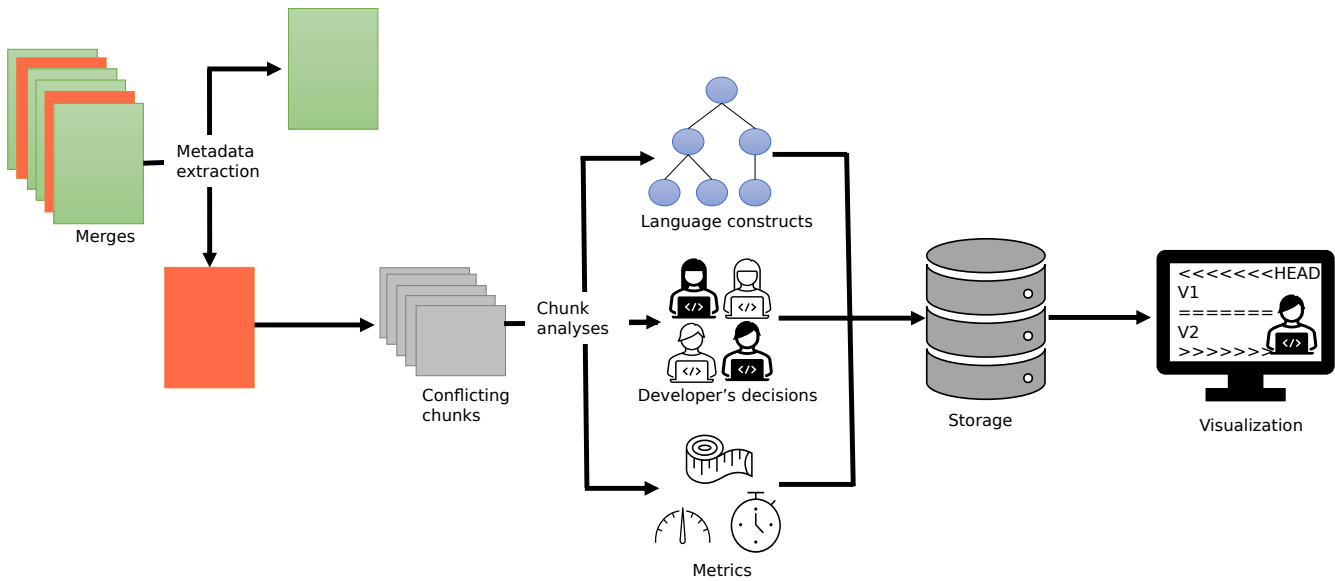 Metadata
extraction
Merges
Conflicting
chunks
Chunk
analyses
Language constructs
</>
</>
</>
</>
Developer’s decisions
Metrics
Storage
<<<<<<<HEAD
V1
=======
V2
>>>>>>>
</>
Visualization